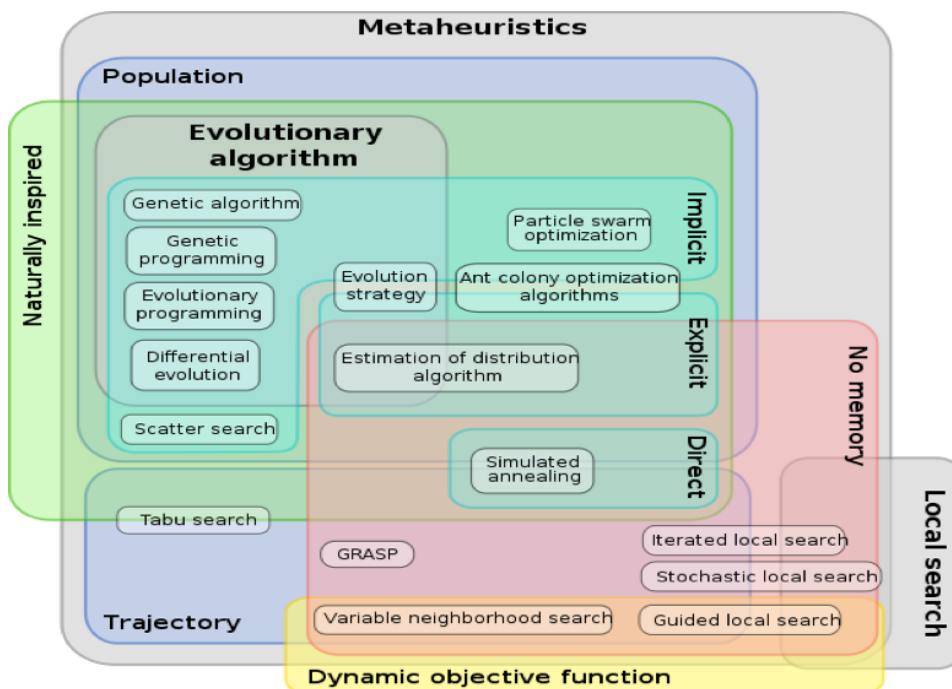 Metaheuristics
Population
Naturally inspired
Evolutionary
algorithm
Implicit
Genetic algorithm
Particle swarm
optimization
Genetic
programming
Evolution
strategy
Ant colony optimization
algorithms
Evolutionary
programming
Explicit
Differential
evolution
Estimation of distribution
algorithm
No memory
Scatter search
Direct
Simulated
annealing
Local search
Tabu search
GRASP
Iterated local search
Stochastic local search
Trajectory
Variable neighborhood search
Guided local search
Dynamic objective function